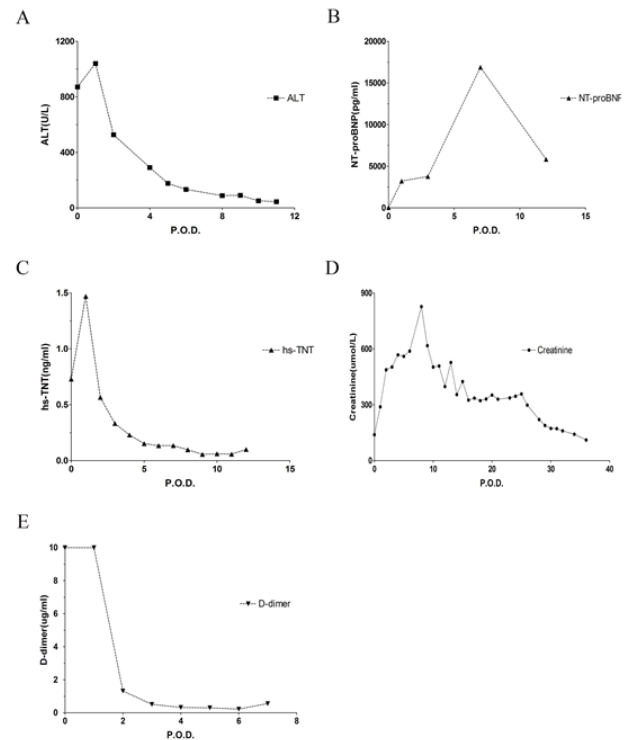 A
ALT(U/L)
1200
800
400
0
0
4
8
12
P.O.D.
ALT
B
NT-proBNP(pg/ml)
20000
15000
10000
5000
0
0
5
10
15
P.O.D.
NT-proBNP
C
hs-TNT(ng/ml)
1.5
1.0
0.5
0.0
0
5
10
15
P.O.D.
hs-TNT
D
Creatinine(umol/L)
900
600
300
0
0
10
20
30
40
P.O.D.
Creatinine
E
D-dimer(ug/ml)
10
8
6
4
2
0
0
2
4
6
8
P.O.D.
D-dimer